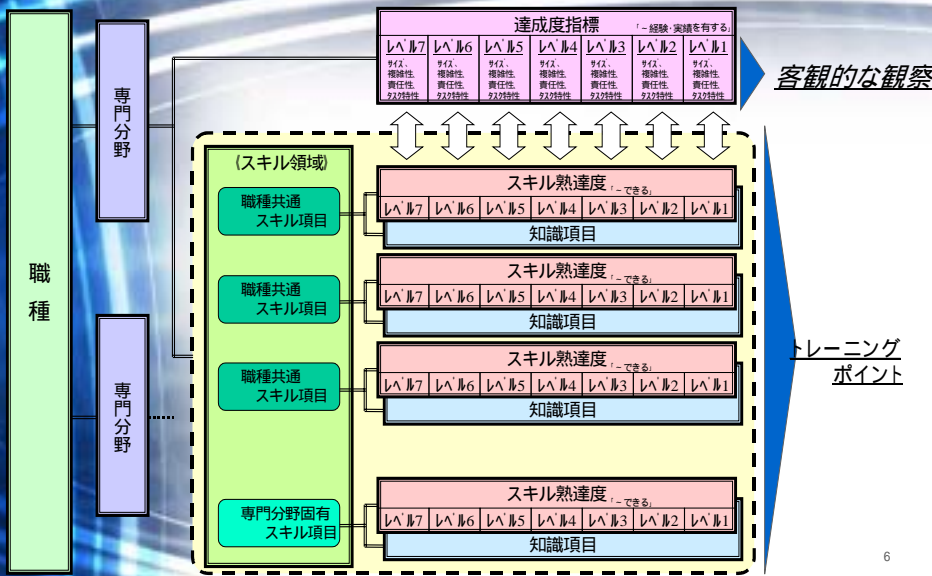 職種
専門分野
専門分野
達成度指標 「~経験・実績を有する」
レベル7 レベル6 レベル5 レベル4 レベル3 レベル2 レベル1
サイズ、 サイズ、 サイズ、 サイズ、 サイズ、 サイズ、 サイズ、
複雑性 複雑性 複雑性 複雑性 複雑性 複雑性 複雑性
責任性 責任性 責任性 責任性 責任性 責任性 責任性
タスク特性 タスク特性 タスク特性 タスク特性 タスク特性 タスク特性 タスク特性
客観的な観察
《スキル領域》
職種共通
スキル項目
スキル熟達度 「~できる」
レベル7 レベル6 レベル5 レベル4 レベル3 レベル2 レベル1
知識項目
職種共通
スキル項目
スキル熟達度 「~できる」
レベル7 レベル6 レベル5 レベル4 レベル3 レベル2 レベル1
知識項目
職種共通
スキル項目
スキル熟達度 「~できる」
レベル7 レベル6 レベル5 レベル4 レベル3 レベル2 レベル1
知識項目
専門分野固有
スキル項目
スキル熟達度 「~できる」
レベル7 レベル6 レベル5 レベル4 レベル3 レベル2 レベル1
知識項目
トレーニング
ポイント
6